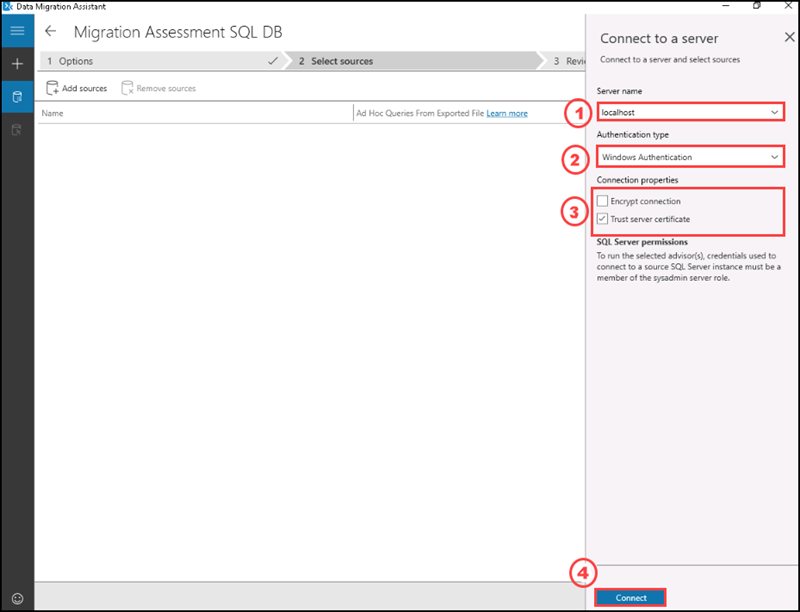 Data Migration Assistant
Migration Assessment SQL DB
1 Options
2 Select sources
3 Revi
Add sources
Remove sources
Name
Ad Hoc Queries From Exported File Learn more
Connect to a server
Connect to a server and select sources
Server name
1
localhost
Authentication type
2
Windows Authentication
Connection properties
3
Encrypt connection
Trust server certificate
SQL Server permissions
To run the selected advisor(s), credentials used to
connect to a source SQL Server instance must be a
member of the sysadmin server role.
4
Connect